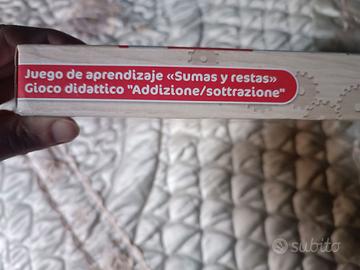 Juego de aprendizaje «Sumas y restas»
Gioco didattico "Addizione/sottrazione"
subito